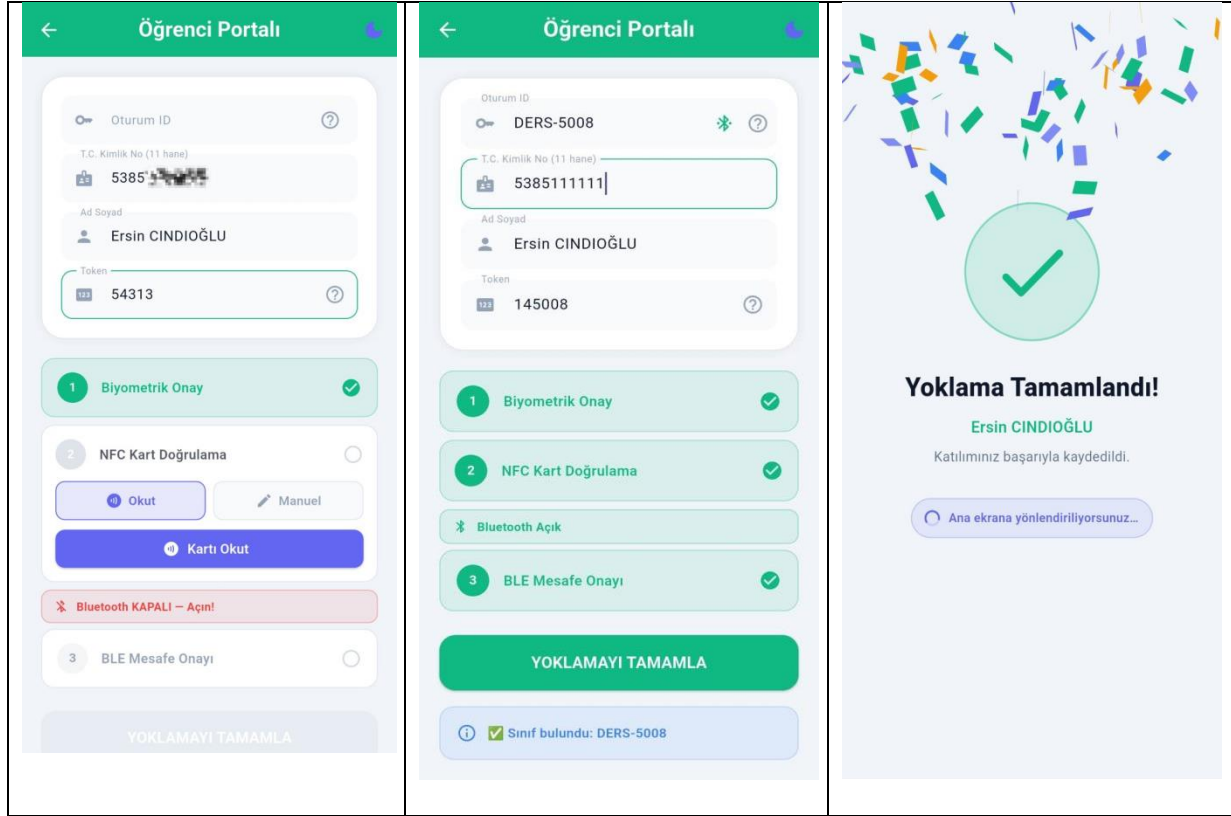 Öğrenci Portalı
Oturum ID
T.C. Kimlik No (11 hane)
5385
Ad Soyad
Ersin CINDIOĞLU
Token
123
54313
1
Biyometrik Onay
2
NFC Kart Doğrulama
Okut
Manuel
Kartı Okut
Bluetooth KAPALI – Açın!
3
BLE Mesafe Onayı
YOKLAMAYI TAMAMLA
Öğrenci Portalı
Oturum ID
DERS-5008
T.C. Kimlik No (11 hane)
5385111111
Ad Soyad
Ersin CINDIOĞLU
Token
123
145008
1
Biyometrik Onay
2
NFC Kart Doğrulama
Bluetooth Açık
3
BLE Mesafe Onayı
YOKLAMAYI TAMAMLA
✅ Sınıf bulundu: DERS-5008
Yoklama Tamamlandı!
Ersin CINDIOĞLU
Katılımınız başarıyla kaydedildi.
Ana ekrana yönlendiriliyorsunuz...